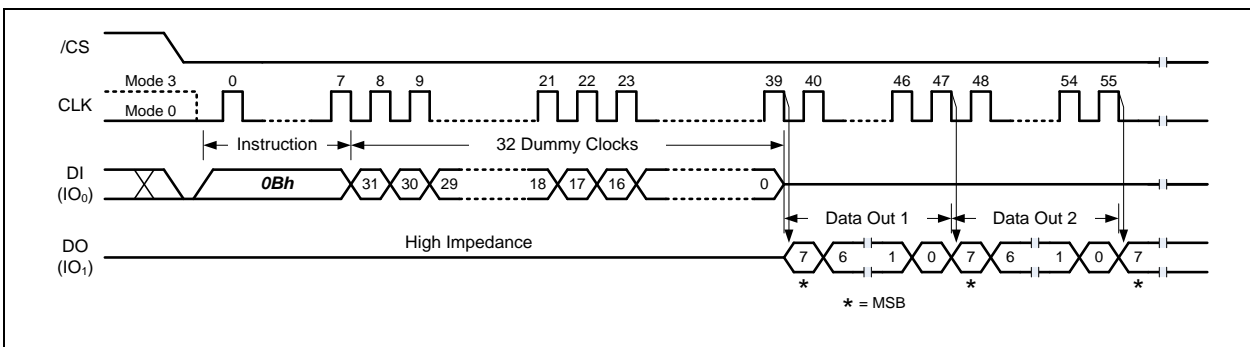 /CS
Mode 3 0 7 8 9 21 22 23 39 40 46 47 48 54 55
CLK
Mode 0
Instruction 32 Dummy Clocks
DI
(IO₀)
0Bh 31 30 29 18 17 16 0
Data Out 1 Data Out 2
DO
(IO₁)
High Impedance
7 6 1 0 7 6 1 0 7
* * *
* = MSB